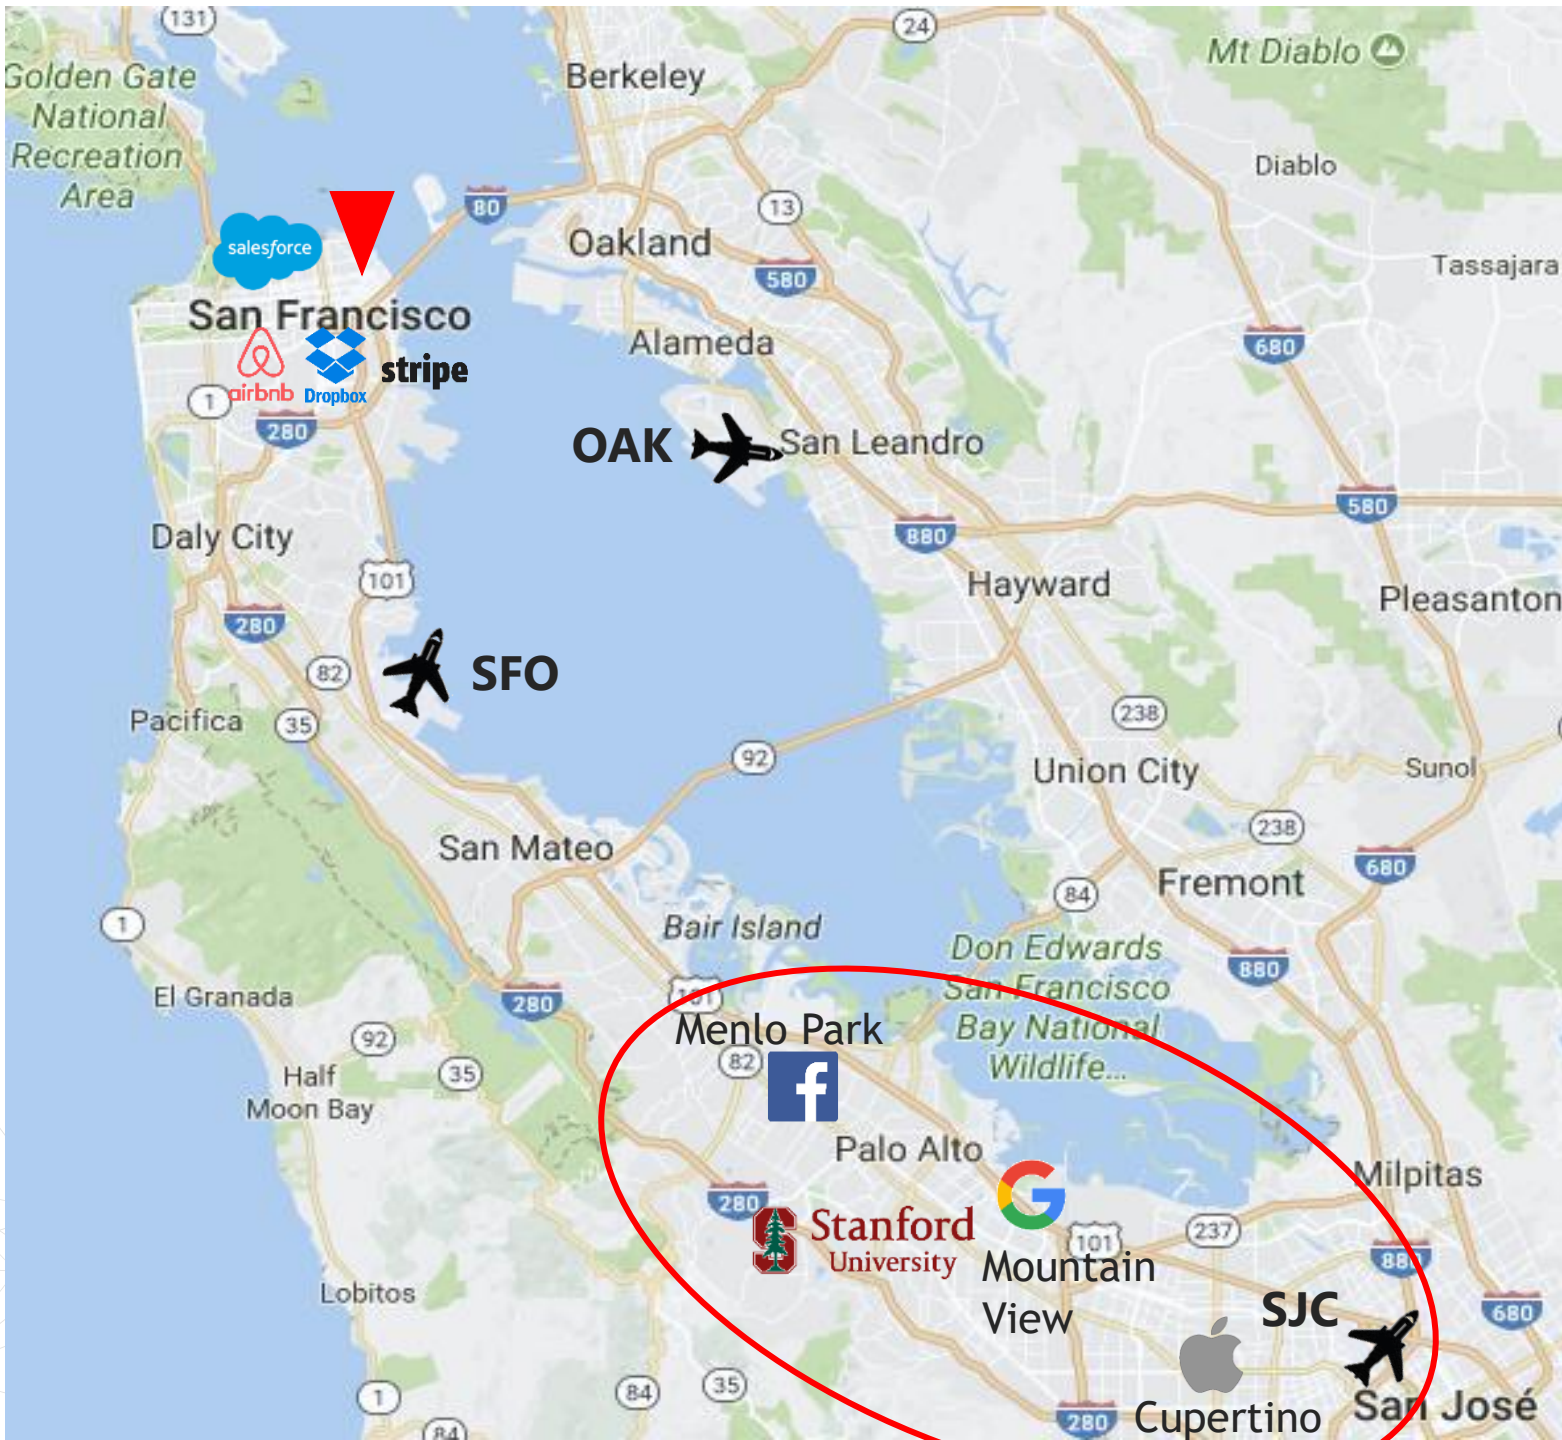 131
24
Mt Diablo
Berkeley
Golden Gate
National
Recreation
Area
Diablo
80
13
salesforce
Oakland
Tassajara
580
San Francisco
Alameda
680
airbnb
Dropbox
stripe
1
280
OAK
San Leandro
580
880
Daly City
101
Hayward
Pleasanton
280
82
SFO
Pacifica
35
238
92
Union City
Sunol
238
San Mateo
680
84
Fremont
1
Bair Island
Don Edwards
San Francisco
Bay National
Wildlife...
880
El Granada
280
101
Menlo Park
92
82
35
Half
Moon Bay
f
Palo Alto
Milpitas
280
G
S
Stanford
University
101
237
880
Mountain
View
Lobitos
SJC
680
84
35
1
San José
280
Cupertino
84